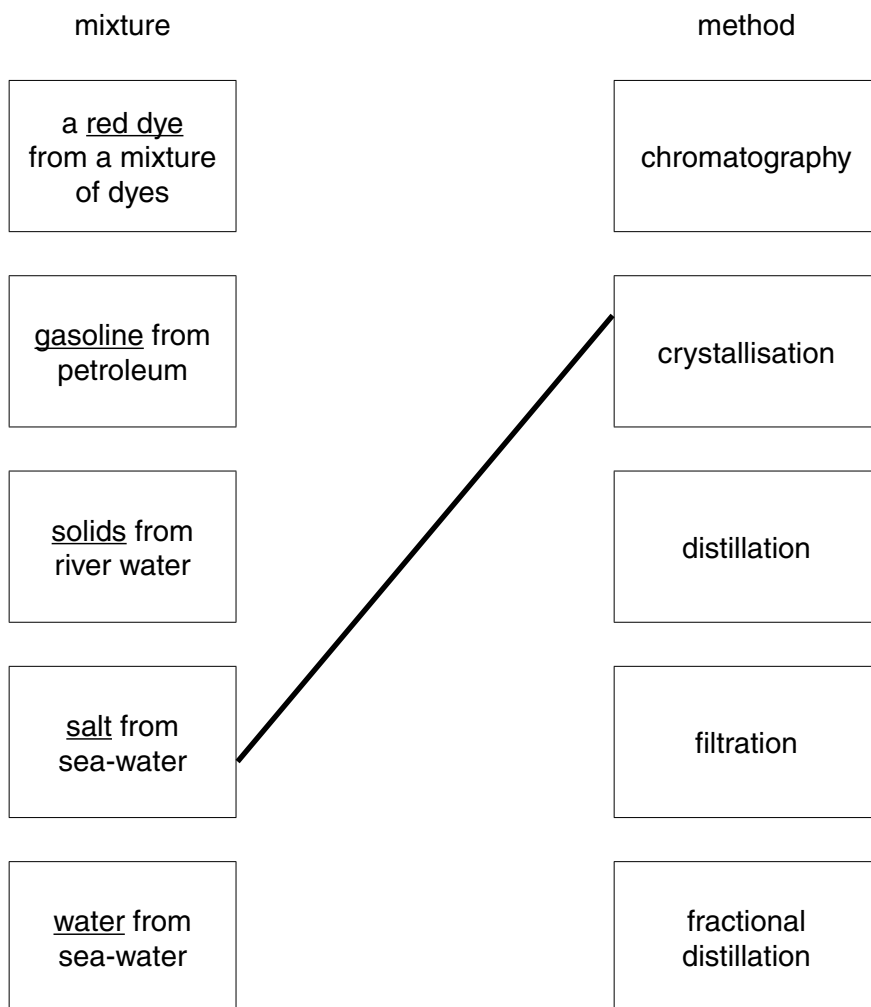 mixture
method
a red dye
from a mixture
of dyes
chromatography
gasoline from
petroleum
crystallisation
solids from
river water
distillation
salt from
sea-water
filtration
water from
sea-water
fractional
distillation